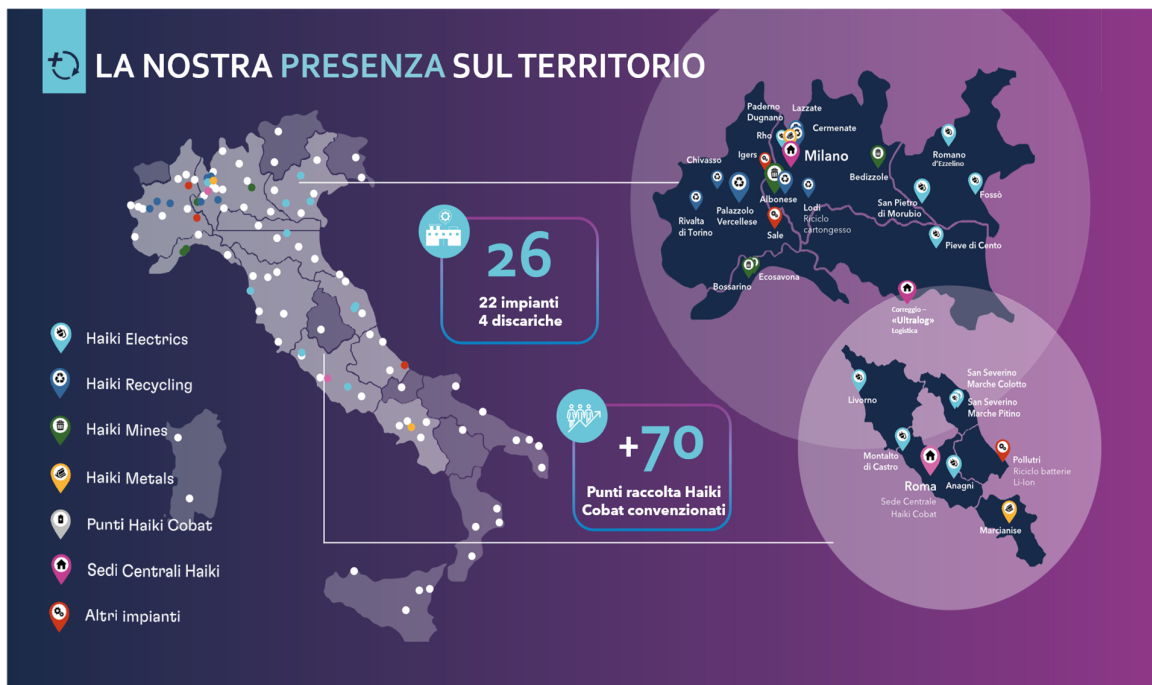 LA NOSTRA PRESENZA SUL TERRITORIO
26
22 impianti
4 discariche
+70
Punti raccolta Haiki
Cobat convenzionati
Haiki Electrics
Haiki Recycling
Haiki Mines
Haiki Metals
Punti Haiki Cobat
Sedi Centrali Haiki
Altri impianti
Paderno
Dugnano
Lazzate
Rho
Cermenate
Milano
Igers
Chivasso
Bedizzole
Romano
d'Ezzelino
Fossò
Rivalta
di Torino
Palazzolo
Vercellese
Albonese
Lodi
Riciclo
cartongesso
Sale
San Pietro
di Morubio
Pieve di Cento
Bossarino
Ecosavona
Correggio –
«Ultralog»
Logistica
Livorno
San Severino
Marche Colotto
San Severino
Marche Pitino
Montalto
di Castro
Roma
Sede Centrale
Haiki Cobat
Anagni
Pollutri
Riciclo batterie
Li-Ion
Marcianise